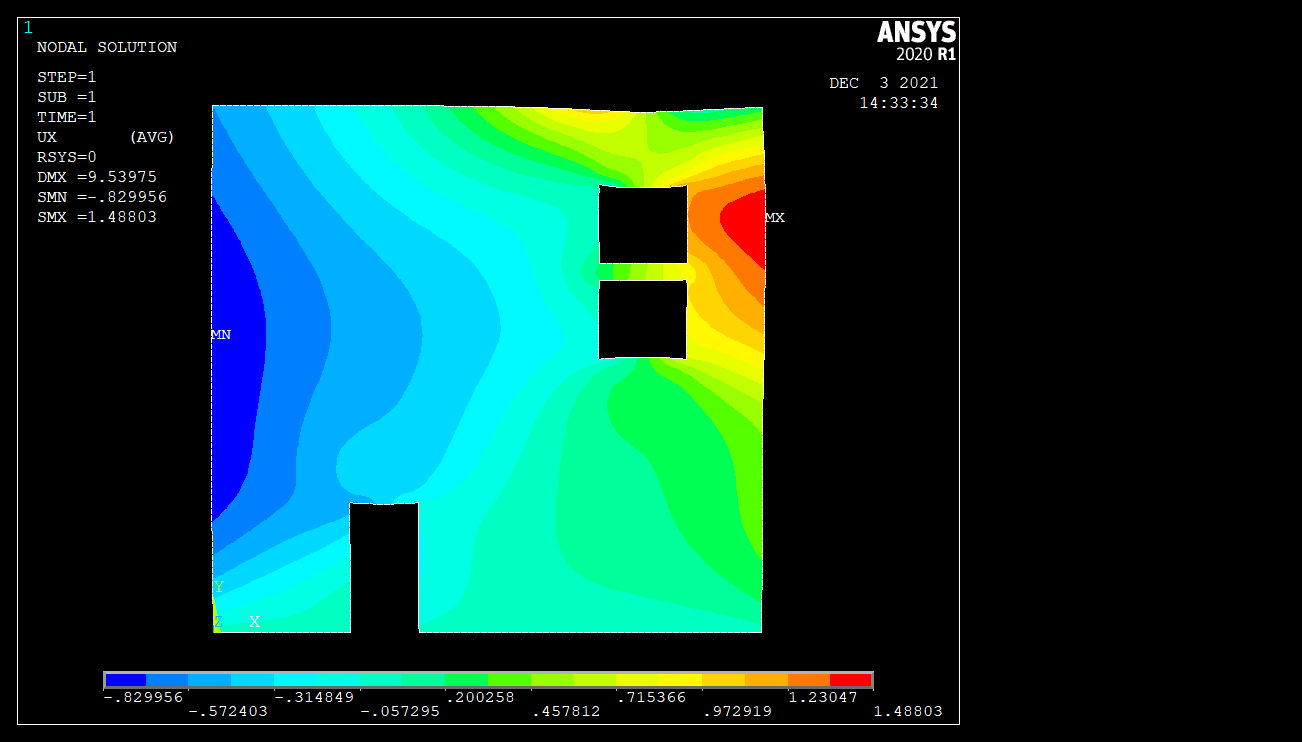 1
ANSYS
2020 R1
NODAL SOLUTION
STEP=1
SUB =1
TIME=1
UX (AVG)
RSYS=0
DMX =9.53975
SMN =-.829956
SMX =1.48803
DEC 3 2021
14:33:34
MX
MN
Y
Z X
-.829956 -.314849 .200258 .715366 1.23047
-.572403 -.057295 .457812 .972919 1.48803